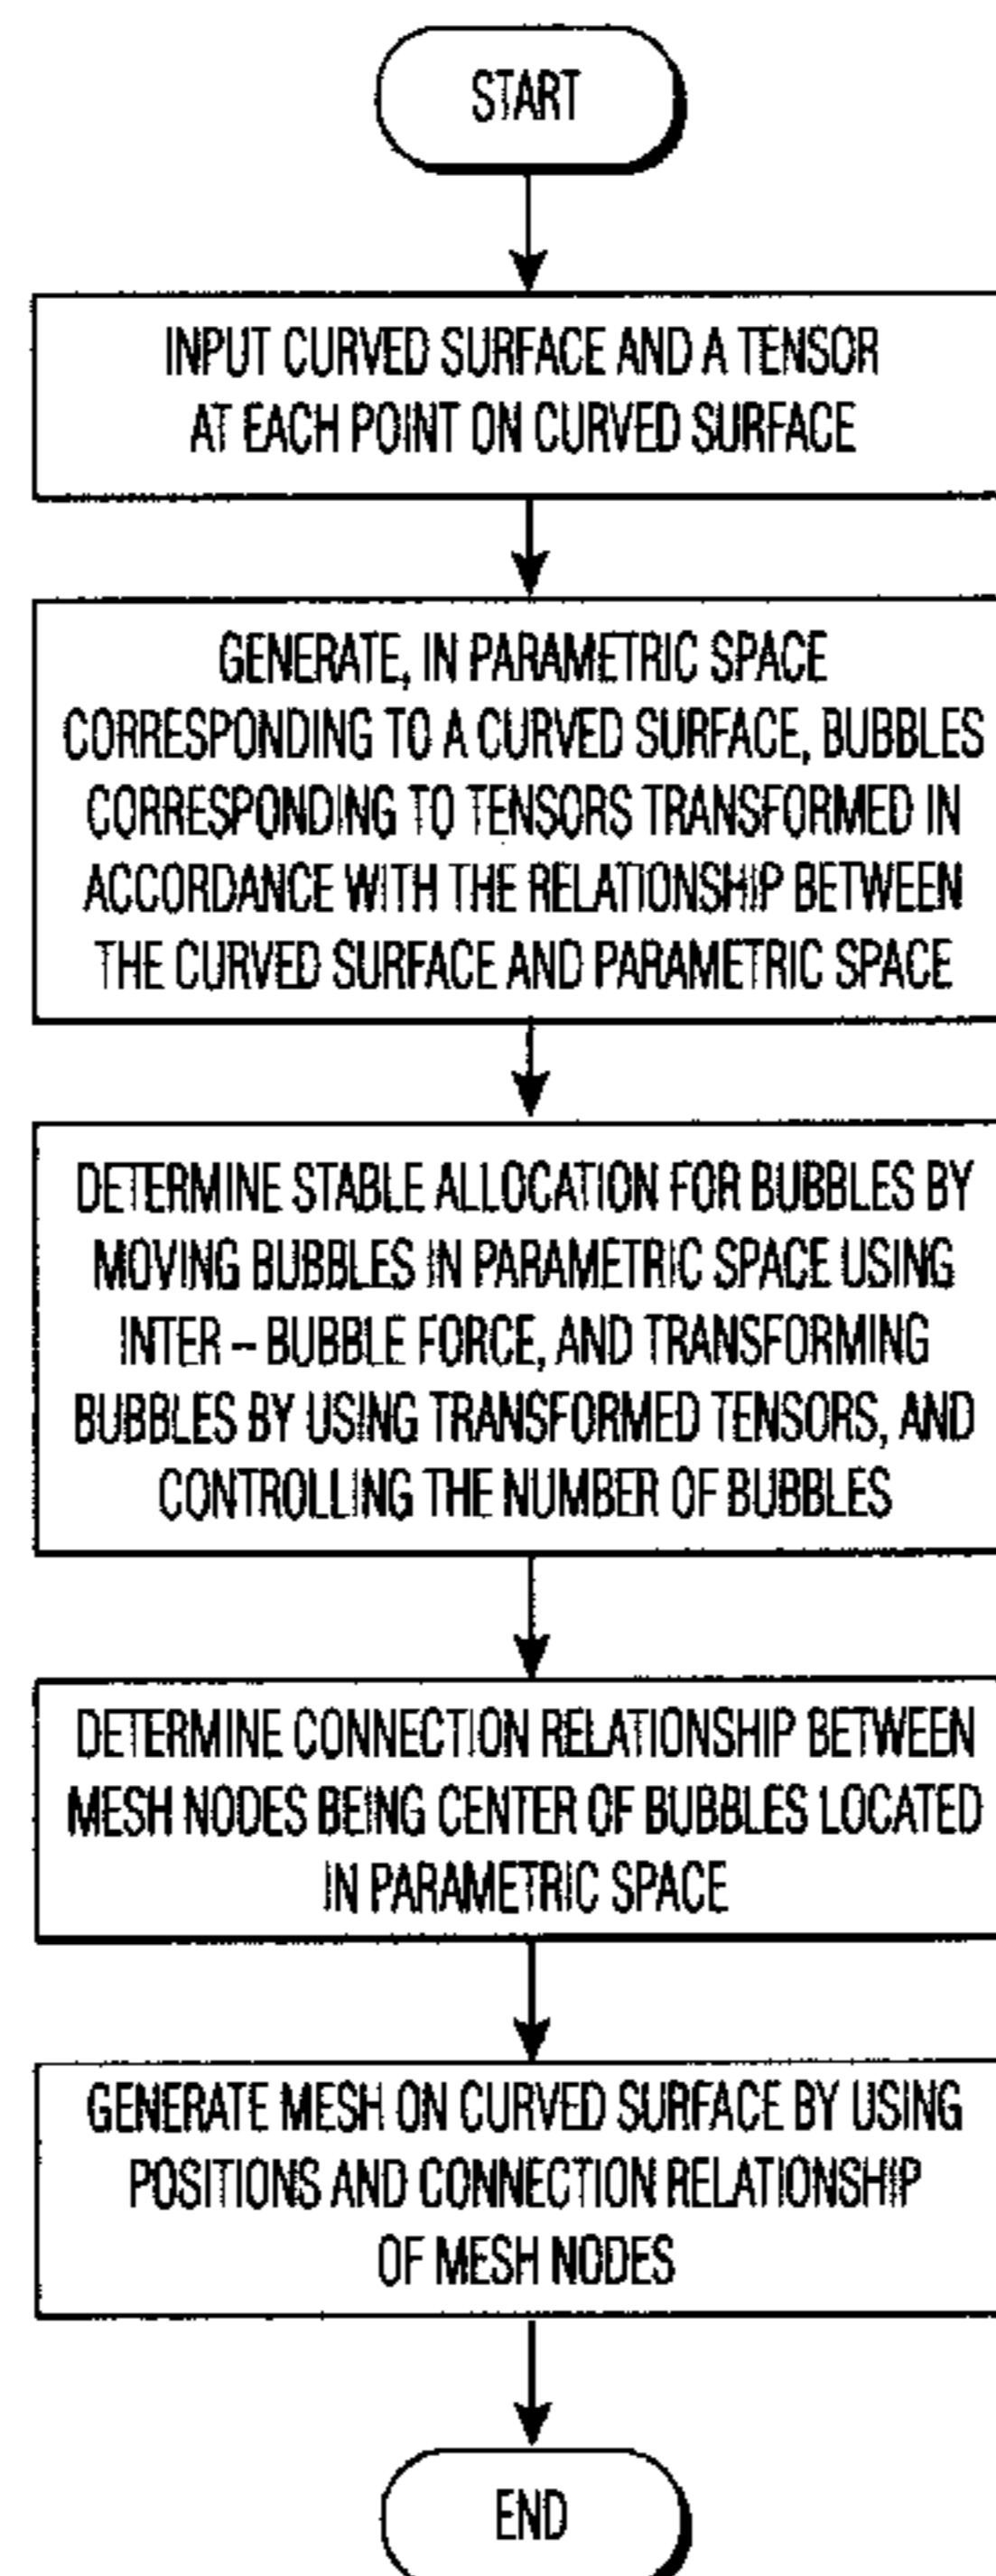 START
INPUT CURVED SURFACE AND A TENSOR
AT EACH POINT ON CURVED SURFACE
GENERATE, IN PARAMETRIC SPACE
CORRESPONDING TO A CURVED SURFACE, BUBBLES
CORRESPONDING TO TENSORS TRANSFORMED IN
ACCORDANCE WITH THE RELATIONSHIP BETWEEN
THE CURVED SURFACE AND PARAMETRIC SPACE
DETERMINE STABLE ALLOCATION FOR BUBBLES BY
MOVING BUBBLES IN PARAMETRIC SPACE USING
INTER – BUBBLE FORCE, AND TRANSFORMING
BUBBLES BY USING TRANSFORMED TENSORS, AND
CONTROLLING THE NUMBER OF BUBBLES
DETERMINE CONNECTION RELATIONSHIP BETWEEN
MESH NODES BEING CENTER OF BUBBLES LOCATED
IN PARAMETRIC SPACE
GENERATE MESH ON CURVED SURFACE BY USING
POSITIONS AND CONNECTION RELATIONSHIP
OF MESH NODES
END